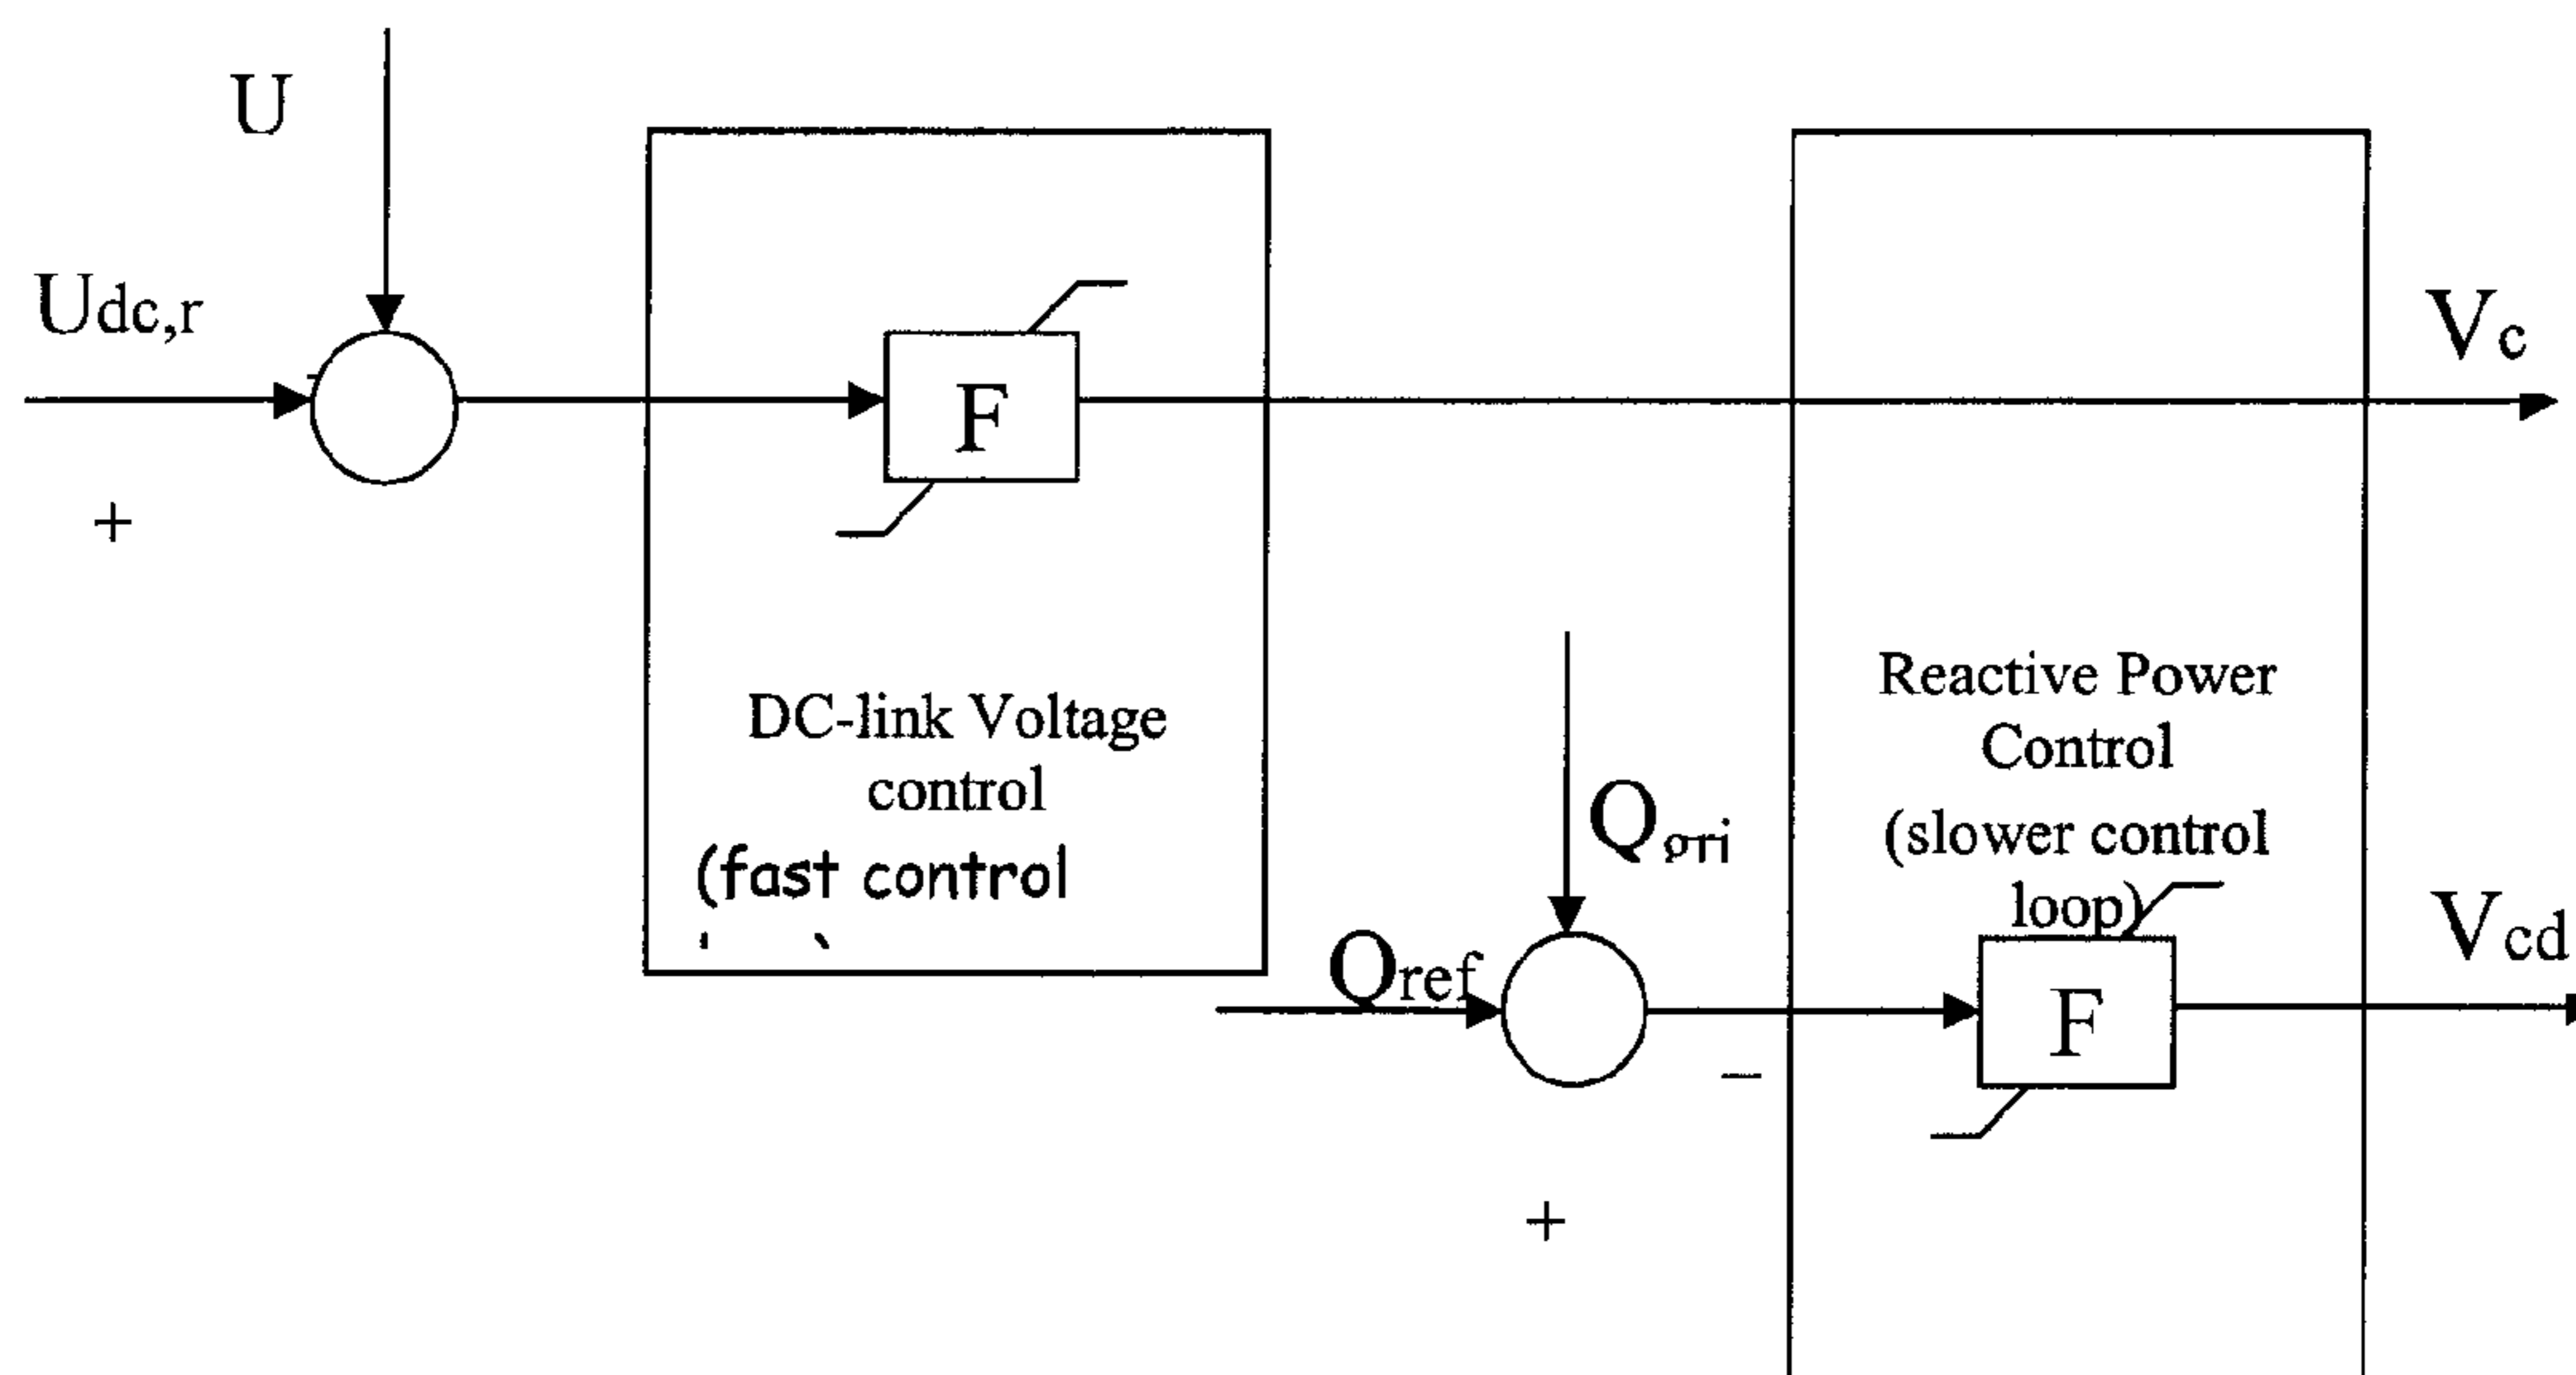 U
Udc,r
+
F
Vc
DC-link Voltage
control
(fast control
Reactive Power
Control
(slower control
loop)
Qgri
Qref
Vcd
F
−
+